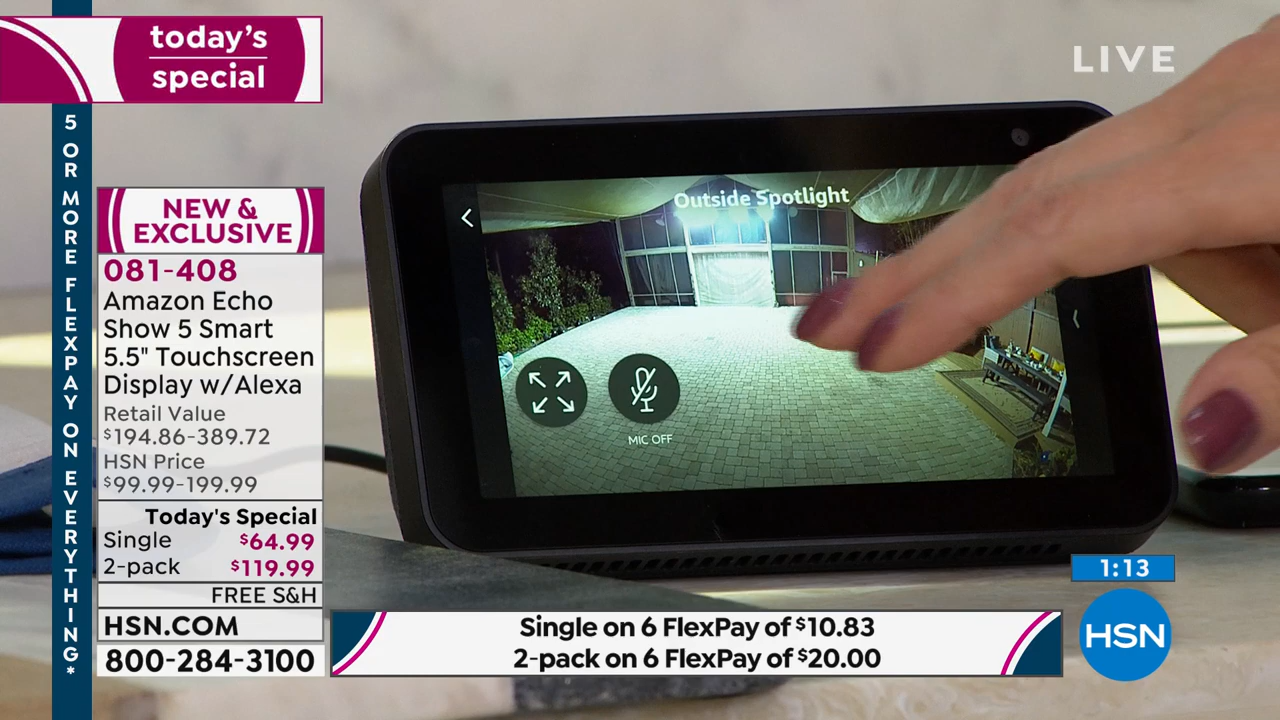 today's
special
LIVE
5 OR MORE FLEXPAY ON EVERYTHING*
NEW &
EXCLUSIVE
081-408
Amazon Echo
Show 5 Smart
5.5" Touchscreen
Display w/Alexa
Retail Value
$194.86-389.72
HSN Price
$99.99-199.99
Today's Special
Single $64.99
2-pack $119.99
FREE S&H
HSN.COM
800-284-3100
Outside Spotlight
MIC OFF
Single on 6 FlexPay of $10.83
2-pack on 6 FlexPay of $20.00
1:13
HSN